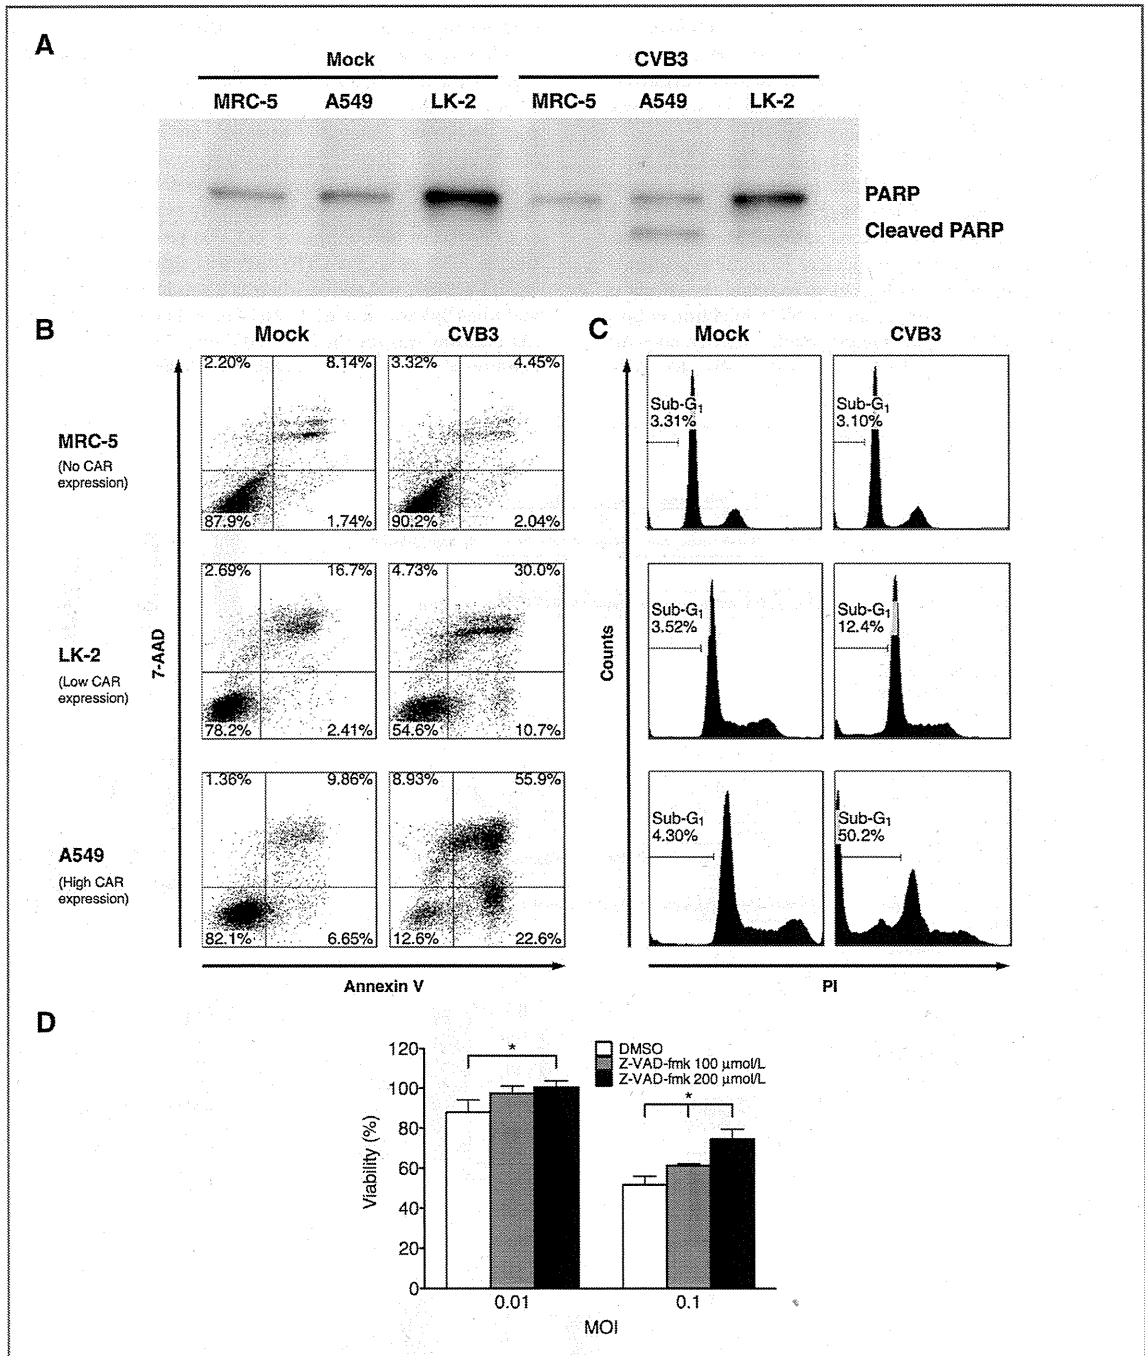 A
Mock CVB3
MRC-5 A549 LK-2 MRC-5 A549 LK-2
PARP
Cleaved PARP
B
Mock CVB3
MRC-5
(No CAR
expression)
LK-2
(Low CAR
expression)
A549
(High CAR
expression)
7-AAD
2.20% 8.14% 3.32% 4.45%
87.9% 1.74% 90.2% 2.04%
2.69% 16.7% 4.73% 30.0%
78.2% 2.41% 54.6% 10.7%
1.36% 9.86% 8.93% 55.9%
82.1% 6.65% 12.6% 22.6%
Annexin V
C
Mock CVB3
Counts
Sub-G1 Sub-G1
3.31% 3.10%
Sub-G1 Sub-G1
3.52% 12.4%
Sub-G1 Sub-G1
4.30% 50.2%
PI
D
Viability (%)
120
100
80
60
40
20
0
* *
DMSO
Z-VAD-fmk 100 μmol/L
Z-VAD-fmk 200 μmol/L
0.01 0.1
MOI